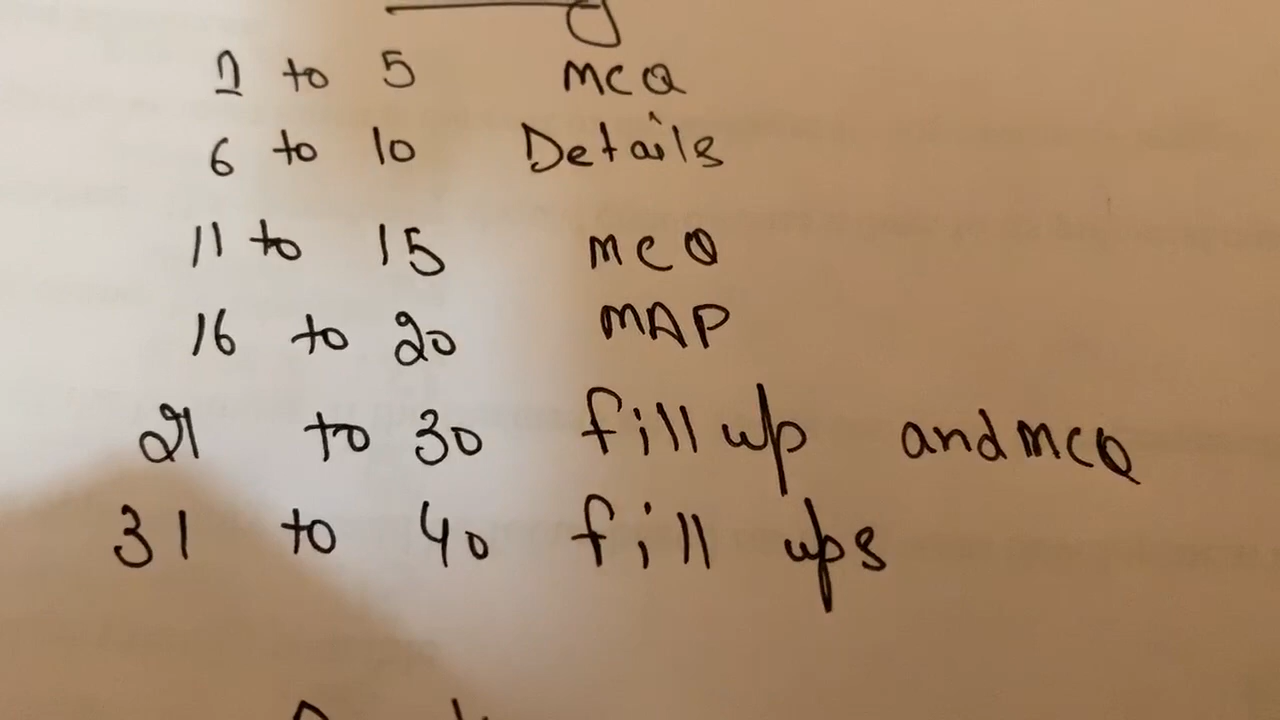 1 to 5 MCQ
6 to 10 Details
11 to 15 MCQ
16 to 20 MAP
21 to 30 fill up and MCQ
31 to 40 fill ups